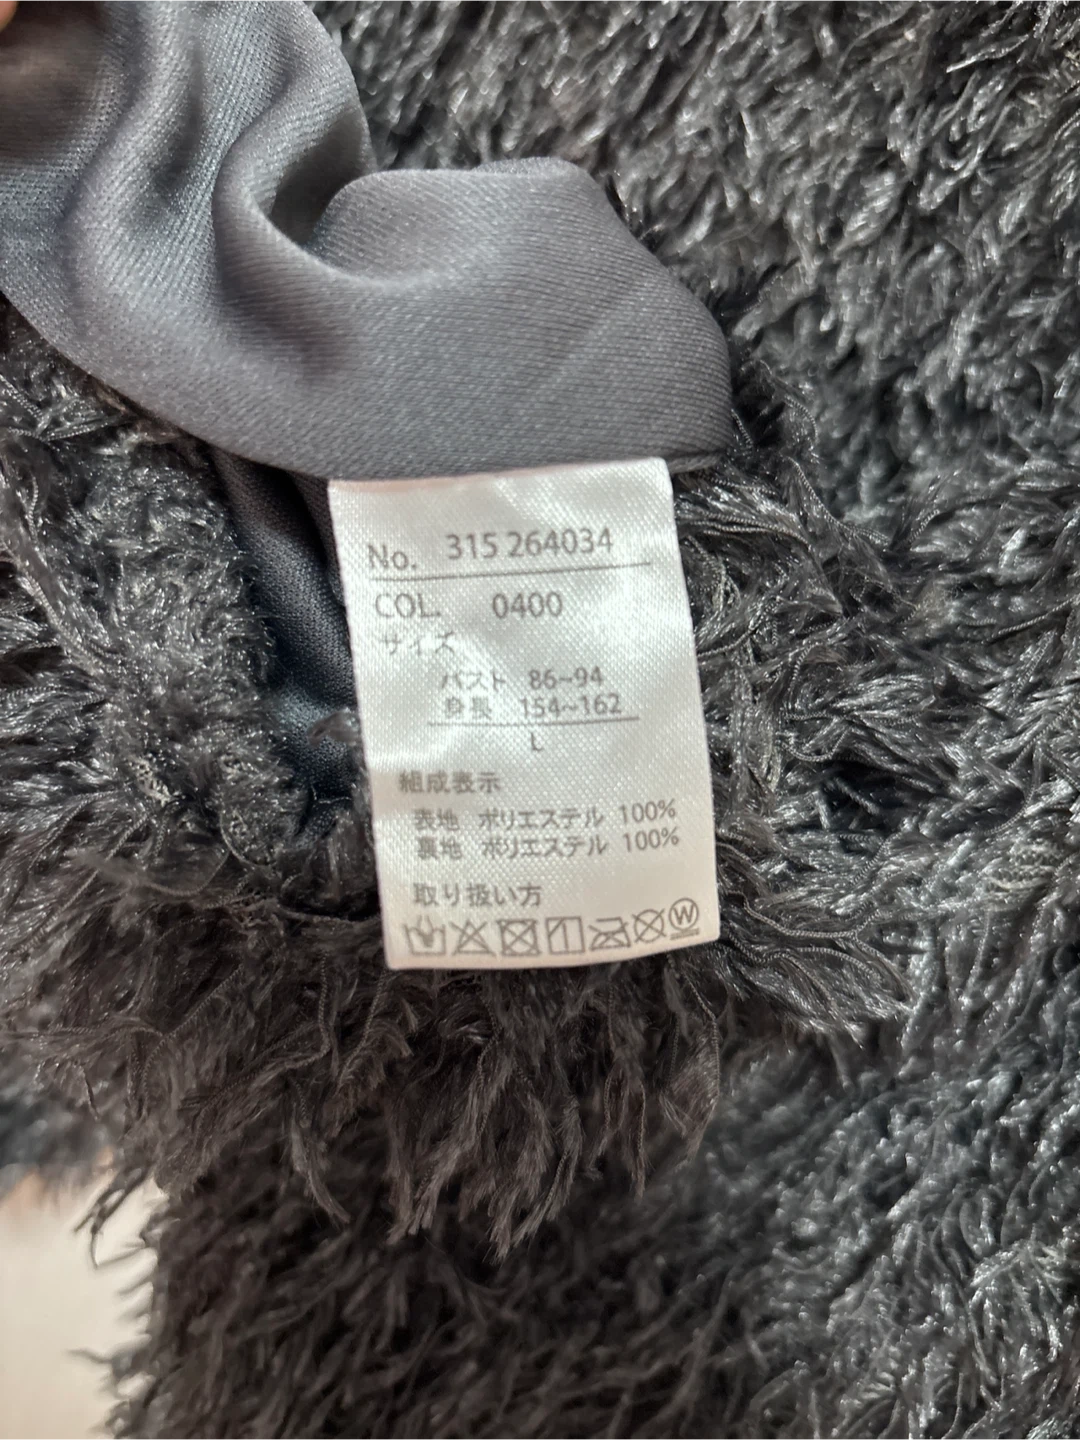 No. 315 264034
COL. 0400
サイズ
バスト 86~94
身長 154~162
L
組成表示
表地 ポリエステル 100%
裏地 ポリエステル 100%
取り扱い方
W